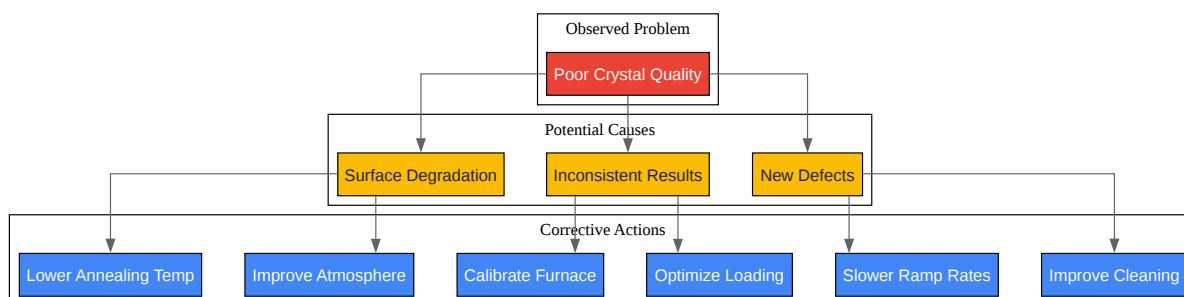 Observed Problem
Poor Crystal Quality
Potential Causes
Surface Degradation
Inconsistent Results
New Defects
Corrective Actions
Lower Annealing Temp
Improve Atmosphere
Calibrate Furnace
Optimize Loading
Slower Ramp Rates
Improve Cleaning